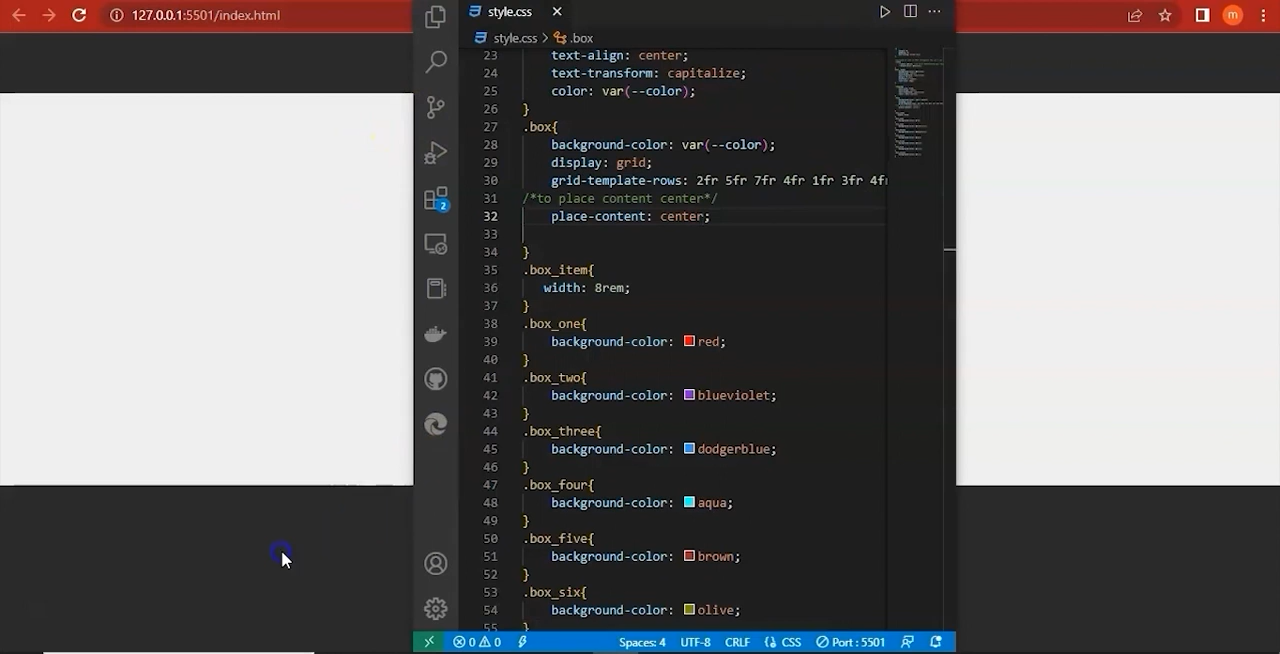 127.0.0.1:5501/index.html
style.css
m
style.css > .box
23 text-align: center;
24 text-transform: capitalize;
25 color: var(--color);
26 }
27 .box{
28 background-color: var(--color);
29 display: grid;
30 grid-template-rows: 2fr 5fr 7fr 4fr 1fr 3fr 4f
31 /*to place content center*/
32 place-content: center;
33
34 }
35 .box_item{
36 width: 8rem;
37 }
38 .box_one{
39 background-color: red;
40 }
41 .box_two{
42 background-color: blueviolet;
43 }
44 .box_three{
45 background-color: dodgerblue;
46 }
47 .box_four{
48 background-color: aqua;
49 }
50 .box_five{
51 background-color: brown;
52 }
53 .box_six{
54 background-color: olive;
55 }
2
0 0 Spaces: 4 UTF-8 CRLF CSS Port : 5501